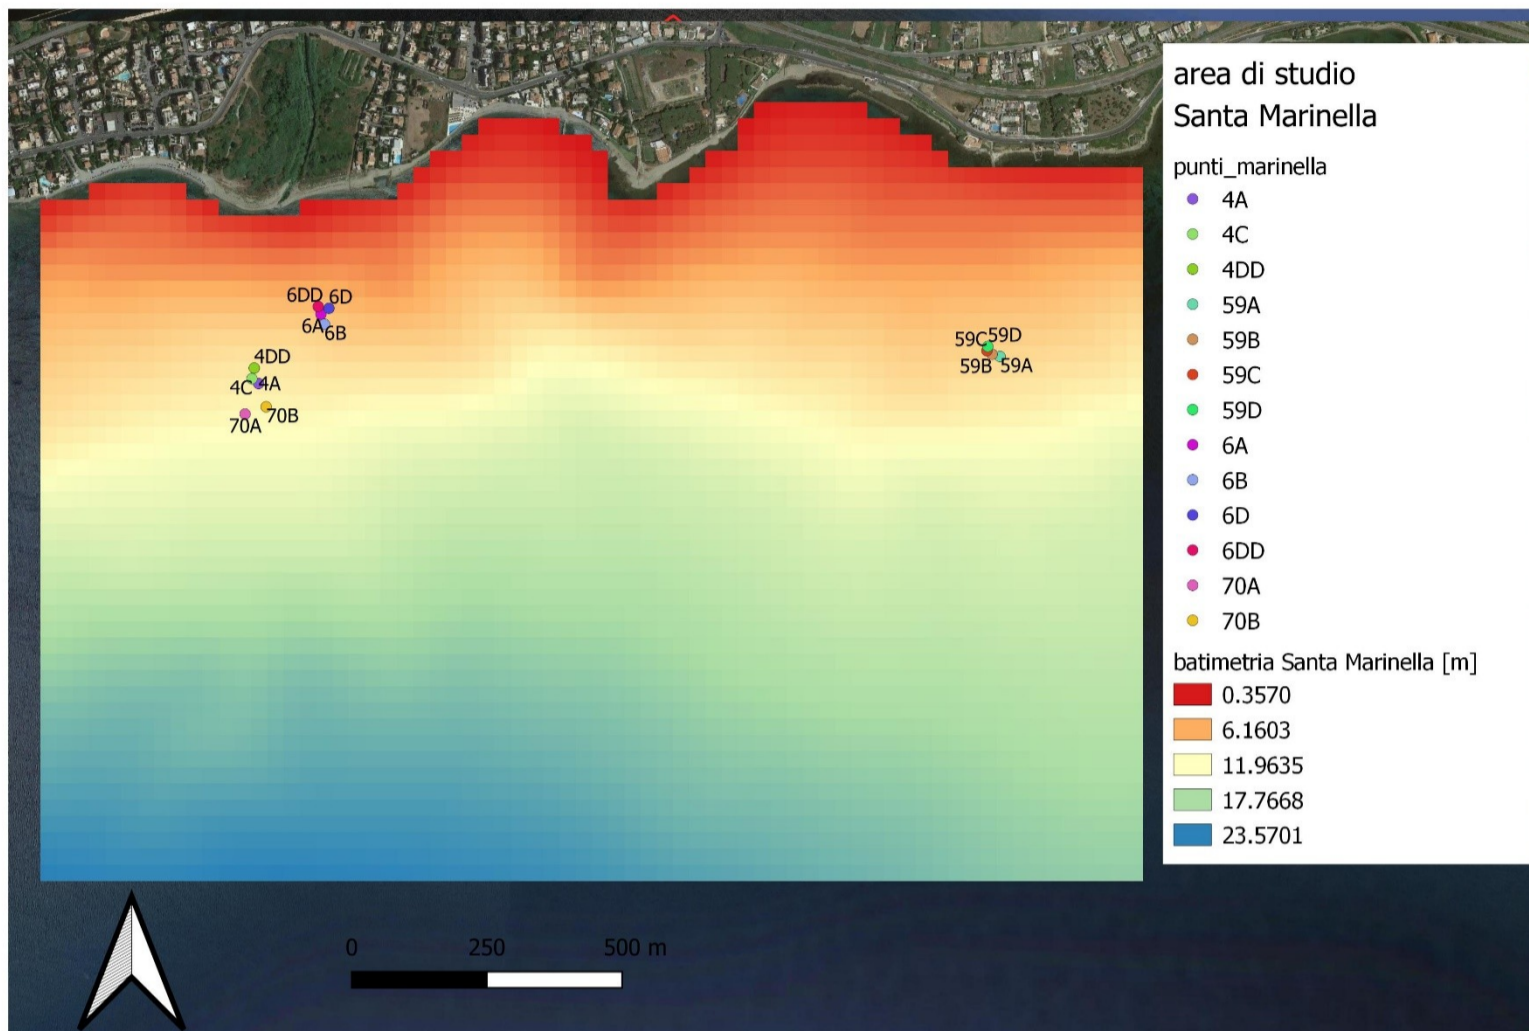 area di studio
Santa Marinella
punti_marinella
4A
4C
4DD
59A
59B
59C
59D
6A
6B
6D
6DD
70A
70B
batimetria Santa Marinella [m]
0.3570
6.1603
11.9635
17.7668
23.5701
6DD 6D
6A 6B
4DD
4C 4A
70A 70B
59C 59D
59B 59A
0 250 500 m